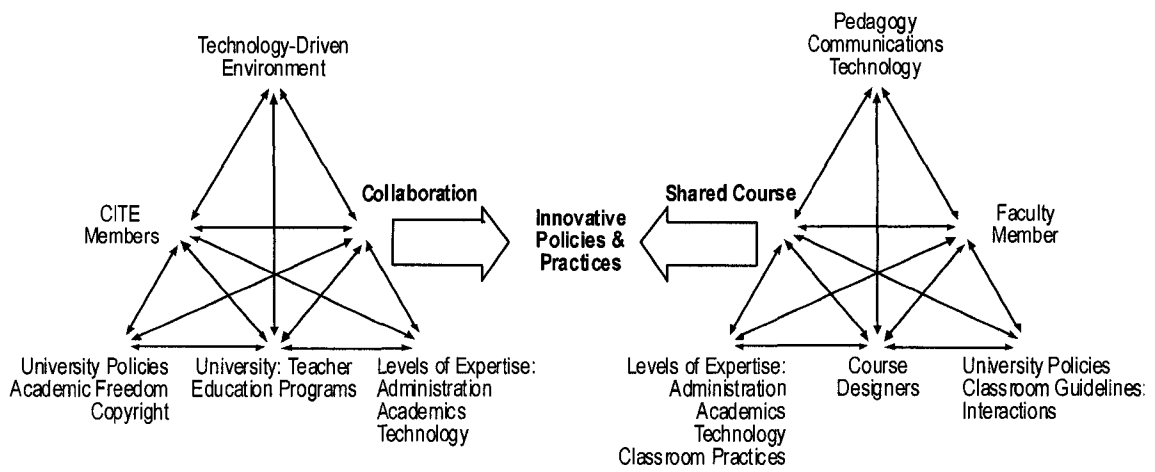 Technology-Driven
Environment
CITE
Members
Collaboration
University Policies
Academic Freedom
Copyright
University: Teacher
Education Programs
Levels of Expertise:
Administration
Academics
Technology
Innovative
Policies &
Practices
Pedagogy
Communications
Technology
Shared Course
Faculty
Member
Levels of Expertise:
Administration
Academics
Technology
Classroom Practices
Course
Designers
University Policies
Classroom Guidelines:
Interactions